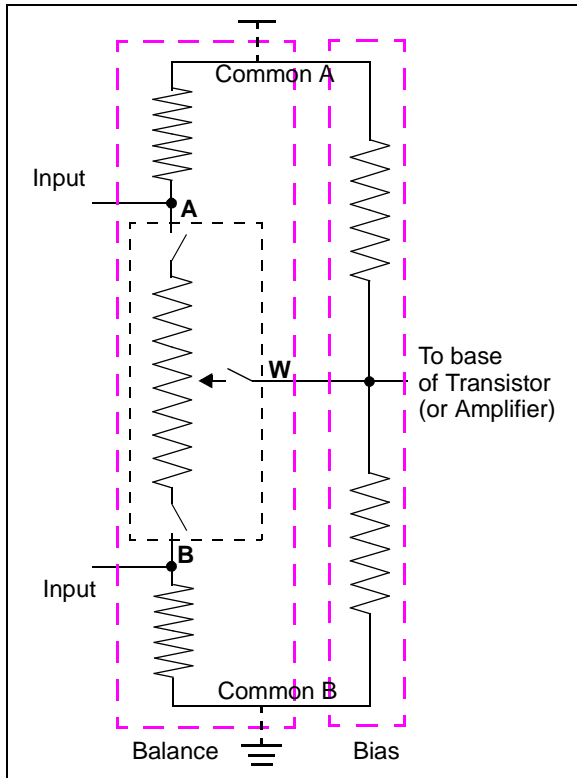 Common A
Input
A
W
To base
of Transistor
(or Amplifier)
B
Input
Common B
Balance
Bias